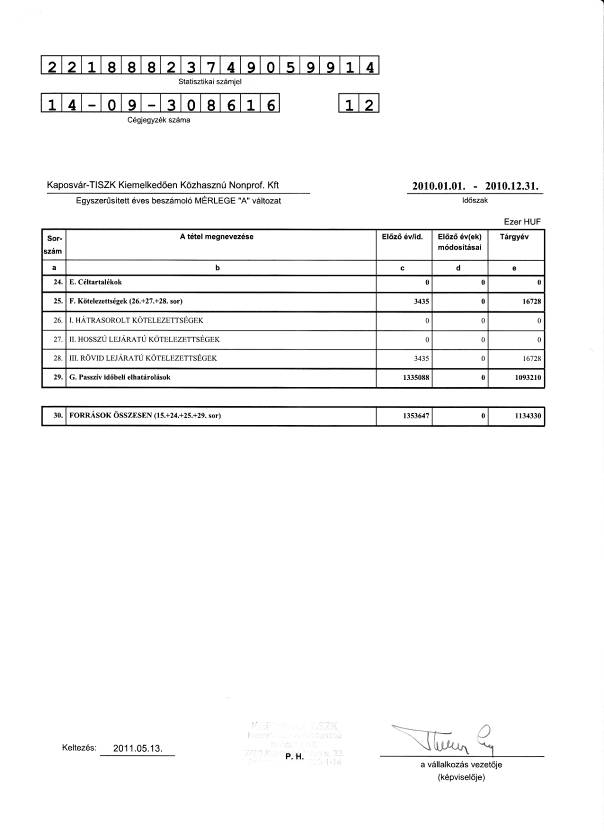 2 2 1 8 8 8 2 3 7 4 9 0 5 9 9 1 4
Statisztikai számjel
1 4 - 0 9 - 3 0 8 6 1 6 1 2
Cégjegyzék száma
Kaposvár-TISZK Kiemelkedően Közhasznú Nonprof. Kft 2010.01.01. - 2010.12.31.
Egyszerűsített éves beszámoló MÉRLEGE "A" változat Időszak
Ezer HUF
Sor-szám A tétel megnevezése Előző év/id. Előző év(ek) módosításai Tárgyév
a b c d e
24. E. Céltartalékok 0 0 0
25. F. Kötelezettségek (26.+27.+28. sor) 3435 0 16728
26. I. HÁTRASOROLT KÖTELEZETTSÉGEK 0 0 0
27. II. HOSSZÚ LEJÁRATÚ KÖTELEZETTSÉGEK 0 0 0
28. III. RÖVID LEJÁRATÚ KÖTELEZETTSÉGEK 3435 0 16728
29. G. Passzív időbeli elhatárolások 1335088 0 1093210
30. FORRÁSOK ÖSSZESEN (15.+24.+25.+29. sor) 1353647 0 1134330
Keltezés: 2011.05.13.
P. H.
a vállalkozás vezetője
(képviselője)